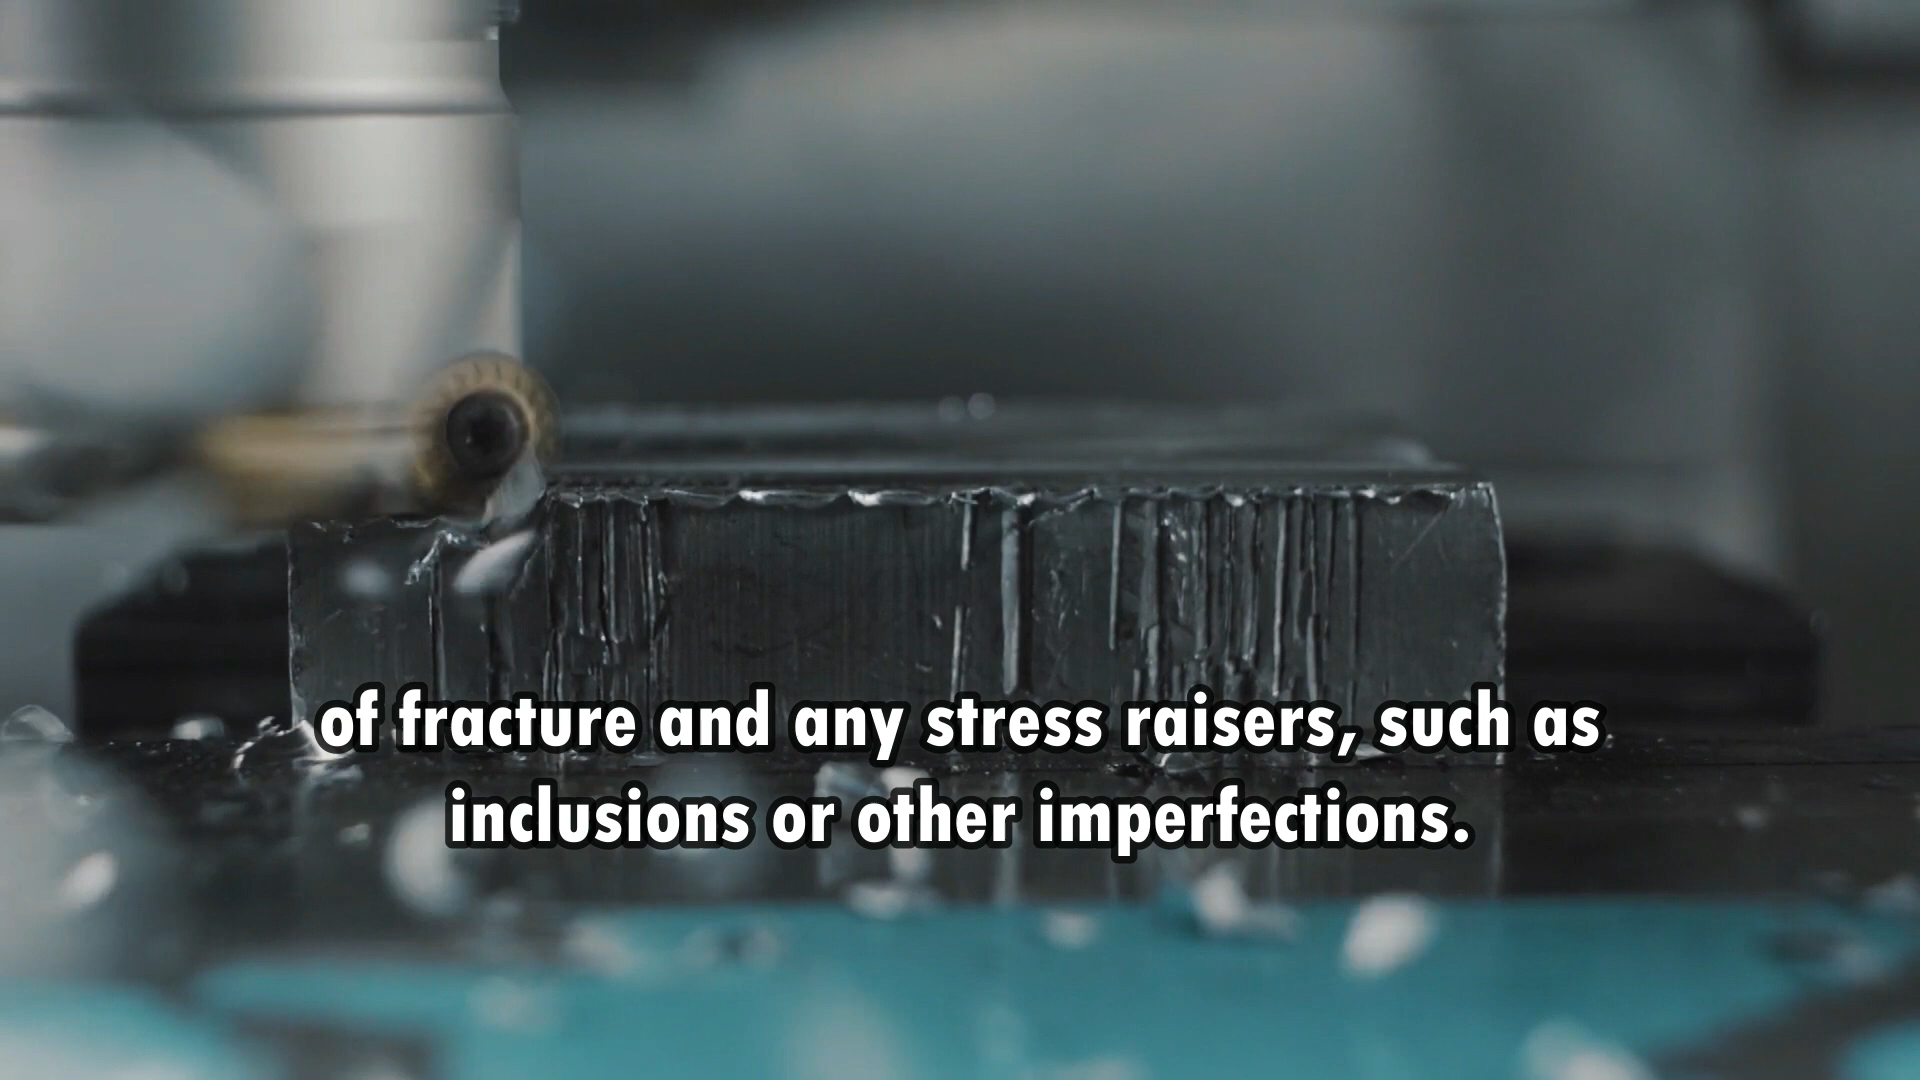 of fracture and any stress raisers, such as
inclusions or other imperfections.